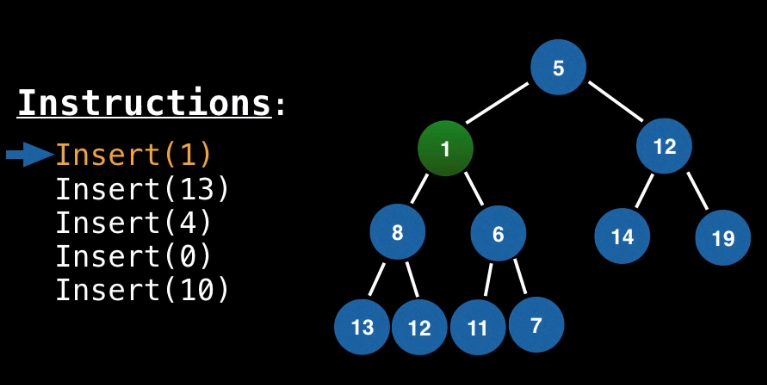 Instructions:
Insert(1)
Insert(13)
Insert(4)
Insert(0)
Insert(10)
5
1
12
8
6
14
19
13
12
11
7